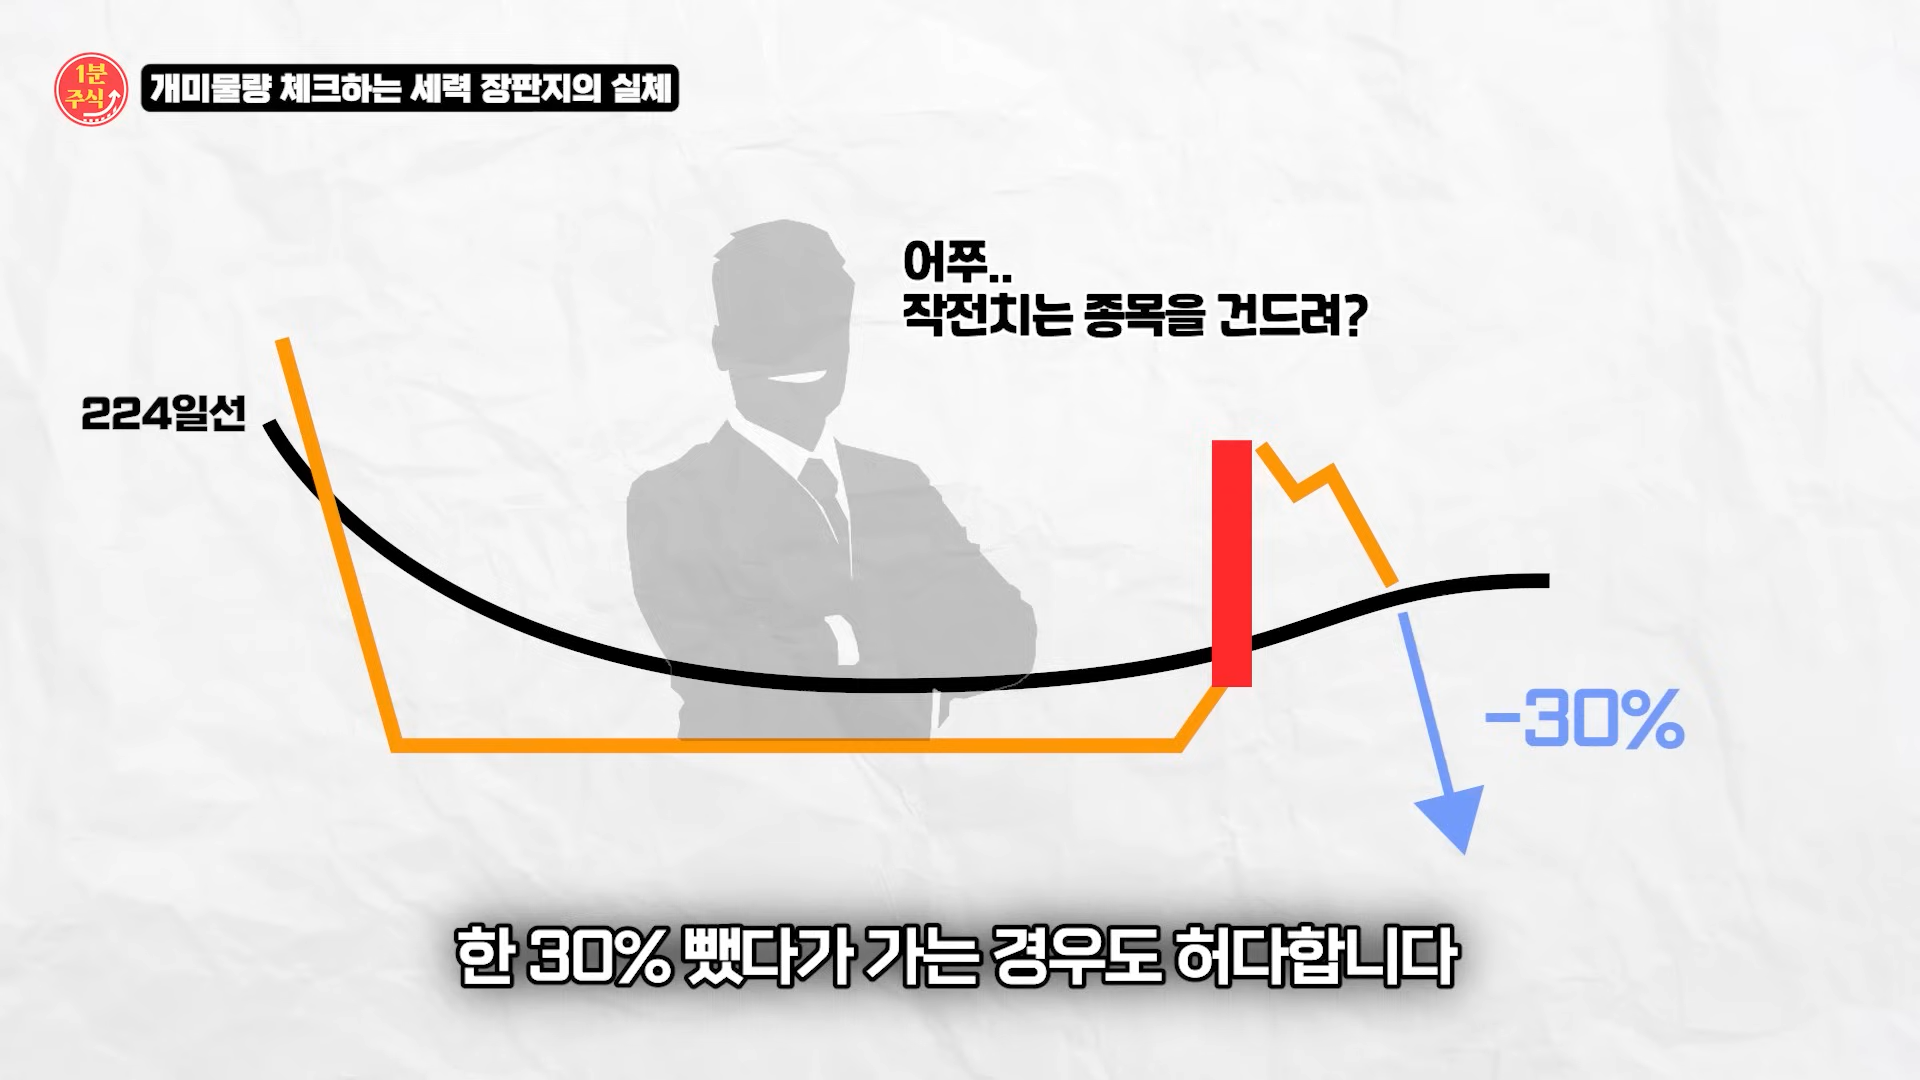 1분
주식
개미물량 체크하는 세력 장판지의 실체
어쭈..
작전치는 종목을 건드려?
224일선
-30%
한 30% 뺐다가 가는 경우도 허다합니다